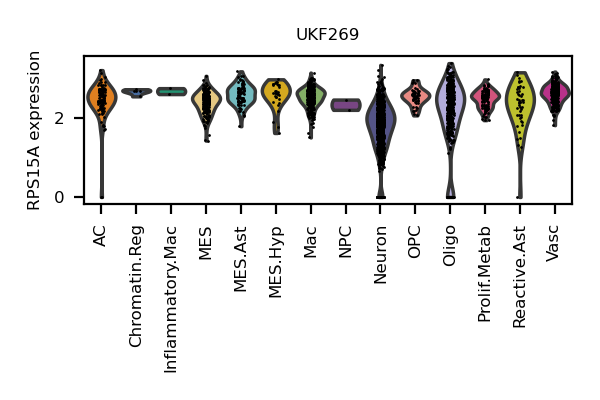 UKF269
RPS15A expression
2
0
AC
Chromatin.Reg
Inflammatory.Mac
MES
MES.Ast
MES.Hyp
Mac
NPC
Neuron
OPC
Oligo
Prolif.Metab
Reactive.Ast
Vasc